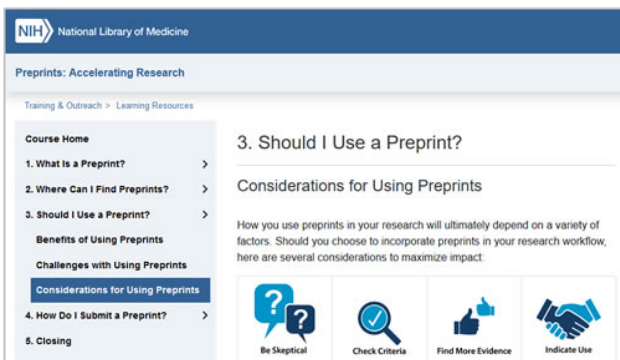 NIH National Library of Medicine
Preprints: Accelerating Research
Training & Outreach > Learning Resources
Course Home
1. What Is a Preprint?
2. Where Can I Find Preprints?
3. Should I Use a Preprint?
Benefits of Using Preprints
Challenges with Using Preprints
Considerations for Using Preprints
4. How Do I Submit a Preprint?
5. Closing
3. Should I Use a Preprint?
Considerations for Using Preprints
How you use preprints in your research will ultimately depend on a variety of
factors. Should you choose to incorporate preprints in your research workflow,
here are several considerations to maximize impact:
? ?
Be Skeptical
Check Criteria
Find More Evidence
Indicate Use